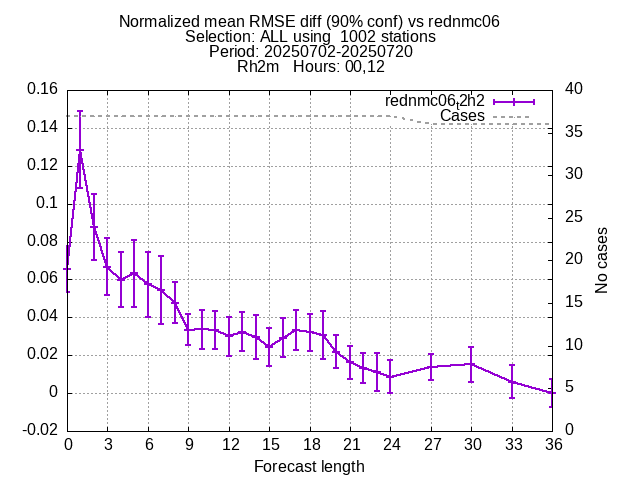 Normalized mean RMSE diff (90% conf) vs rednmc06
Selection: ALL using  1002 stations
Period: 20250702-20250720
Rh2m   Hours: 00,12
rednmc06,t2h2
Cases
0.16
0.14
0.12
0.1
0.08
0.06
0.04
0.02
0
-0.02
40
35
30
25
20
15
10
5
0
No cases
0 3 6 9 12 15 18 21 24 27 30 33 36
Forecast length